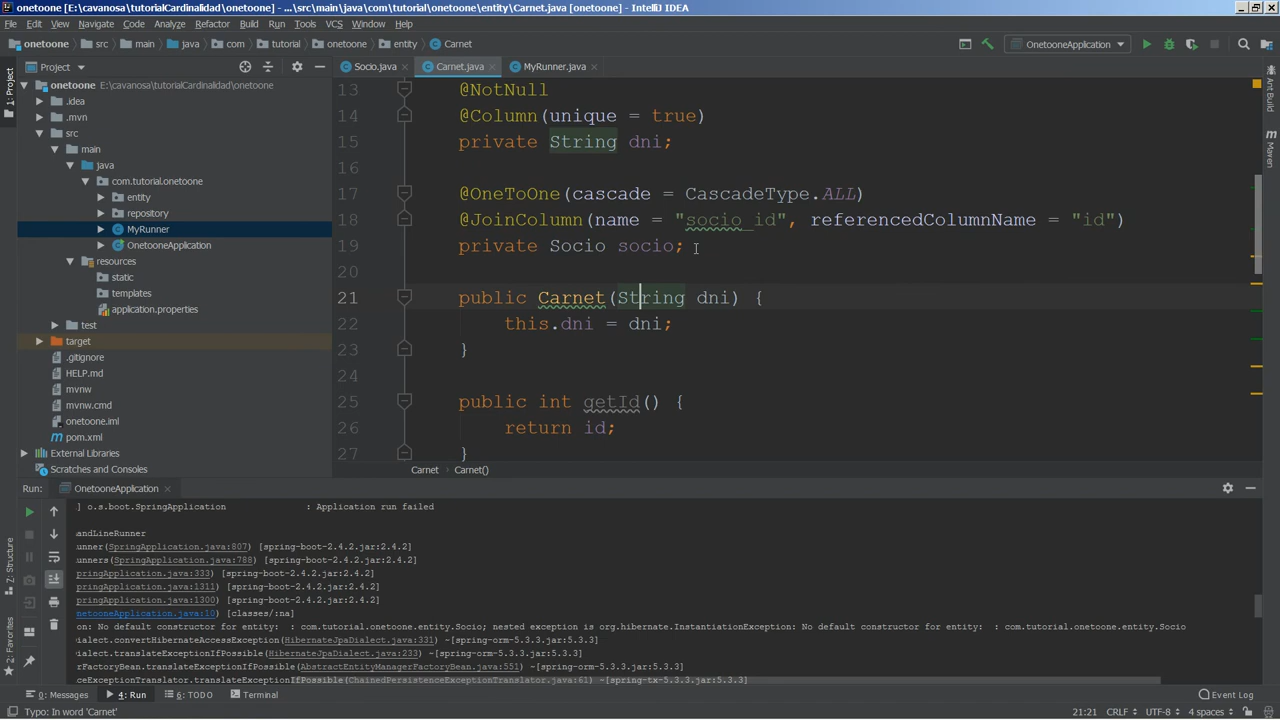 onetoone [E:\cavanosa\tutorialCardinalidad\onetoone] - ...\src\main\java\com\tutorial\onetoone\entity\Carnet.java [onetoone] - IntelliJ IDEA
File Edit View Navigate Code Analyze Refactor Build Run Tools VCS Window Help
onetoone src main java com tutorial onetoone entity Carnet OnetooneApplication
Project Socio.java Carnet.java MyRunner.java
1: Project
onetoone E:\cavanosa\tutorialCardinalidad\onetoone
.idea
.mvn
src
main
java
com.tutorial.onetoone
entity
repository
MyRunner
OnetooneApplication
resources
static
templates
application.properties
test
target
.gitignore
HELP.md
mvnw
mvnw.cmd
onetoone.iml
pom.xml
External Libraries
Scratches and Consoles
13 @NotNull
14 @Column(unique = true)
15 private String dni;
16
17 @OneToOne(cascade = CascadeType.ALL)
18 @JoinColumn(name = "socio_id", referencedColumnName = "id")
19 private Socio socio;
20
21 public Carnet(String dni) {
22 this.dni = dni;
23 }
24
25 public int getId() {
26 return id;
27 }
Carnet Carnet()
Ant Build
Maven
Run: OnetooneApplication
] o.s.boot.SpringApplication : Application run failed
andLineRunner
unner(SpringApplication.java:807) [spring-boot-2.4.2.jar:2.4.2]
unners(SpringApplication.java:788) [spring-boot-2.4.2.jar:2.4.2]
pringApplication.java:333) [spring-boot-2.4.2.jar:2.4.2]
pringApplication.java:1311) [spring-boot-2.4.2.jar:2.4.2]
pringApplication.java:1300) [spring-boot-2.4.2.jar:2.4.2]
netooneApplication.java:10) [classes/:na]
on: No default constructor for entity: : com.tutorial.onetoone.entity.Socio; nested exception is org.hibernate.InstantiationException: No default constructor for entity: : com.tutorial.onetoone.entity.Socio
ialect.convertHibernateAccessException(HibernateJpaDialect.java:331) ~[spring-orm-5.3.3.jar:5.3.3]
ialect.translateExceptionIfPossible(HibernateJpaDialect.java:233) ~[spring-orm-5.3.3.jar:5.3.3]
rFactoryBean.translateExceptionIfPossible(AbstractEntityManagerFactoryBean.java:551) ~[spring-orm-5.3.3.jar:5.3.3]
ceExceptionTranslator.translateExceptionIfPossible(ChainedPersistenceExceptionTranslator.java:61) ~[spring-tx-5.3.3.jar:5.3.3]
Z: Structure
2: Favorites
0: Messages 4: Run 6: TODO Terminal Event Log
Typo: In word 'Carnet' 21:21 CRLF UTF-8 4 spaces